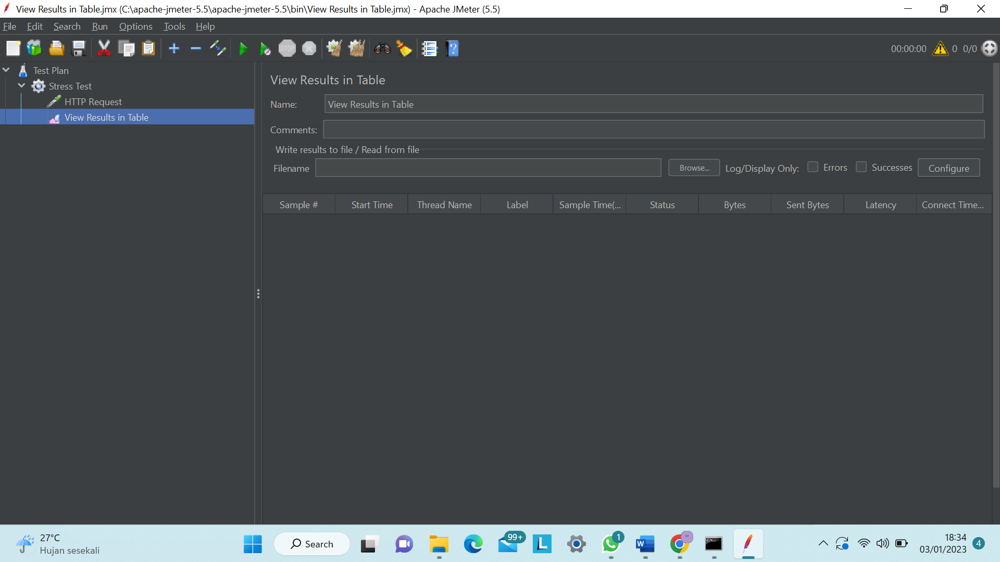 View Results in Table.jmx (C:\apache-jmeter-5.5\apache-jmeter-5.5\bin\View Results in Table.jmx) - Apache JMeter (5.5)
File Edit Search Run Options Tools Help
STOP
00:00:00 0 0/0
Test Plan
Stress Test
HTTP Request
View Results in Table
View Results in Table
Name: View Results in Table
Comments:
Write results to file / Read from file
Filename Browse... Log/Display Only: Errors Successes Configure
Sample # Start Time Thread Name Label Sample Time(... Status Bytes Sent Bytes Latency Connect Time...
27°C
Hujan sesekali
Search
99+
L
1
W
C:\
18:34
03/01/2023
4